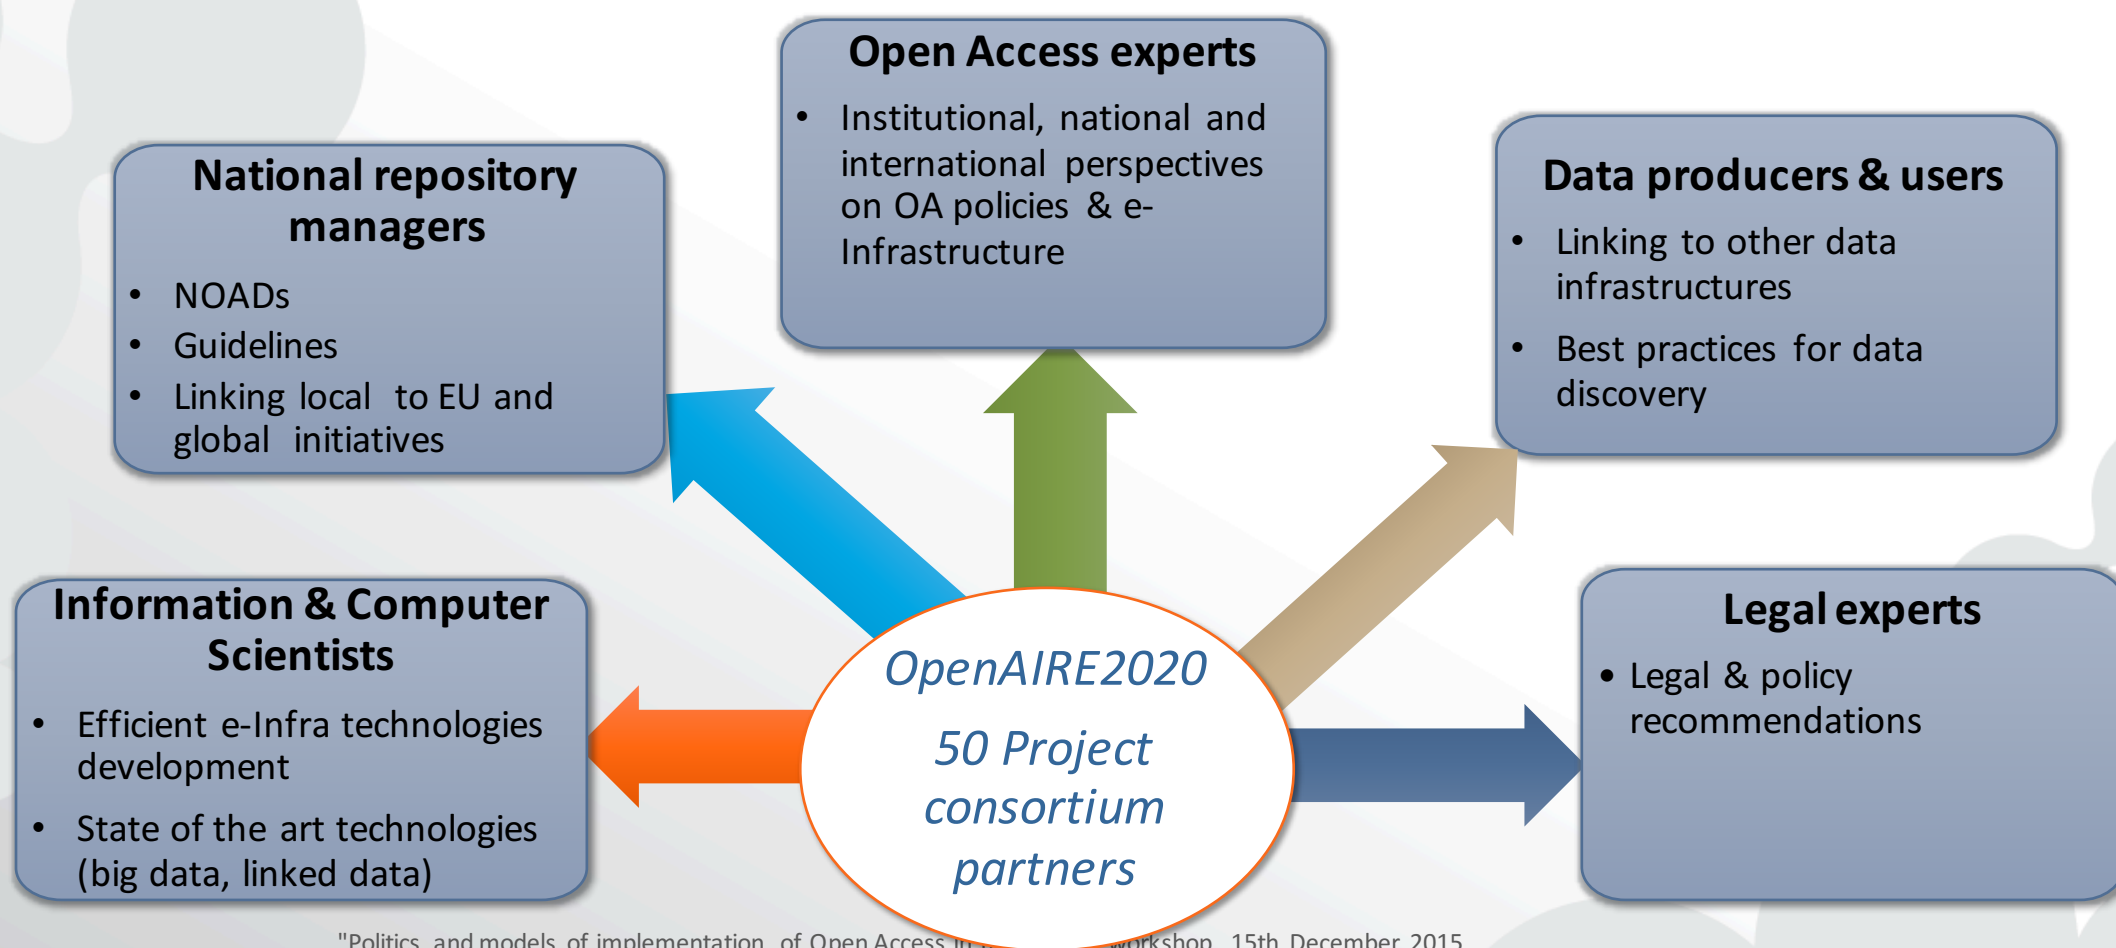 Open Access experts
• Institutional, national and
international perspectives
on OA policies & e-
Infrastructure
National repository
managers
• NOADs
• Guidelines
• Linking local to EU and
global initiatives
Data producers & users
• Linking to other data
infrastructures
• Best practices for data
discovery
Information & Computer
Scientists
• Efficient e-Infra technologies
development
• State of the art technologies
(big data, linked data)
OpenAIRE2020
50 Project
consortium
partners
Legal experts
• Legal & policy
recommendations
"Politics and models of implementation of Open Access in workshop, 15th December 2015